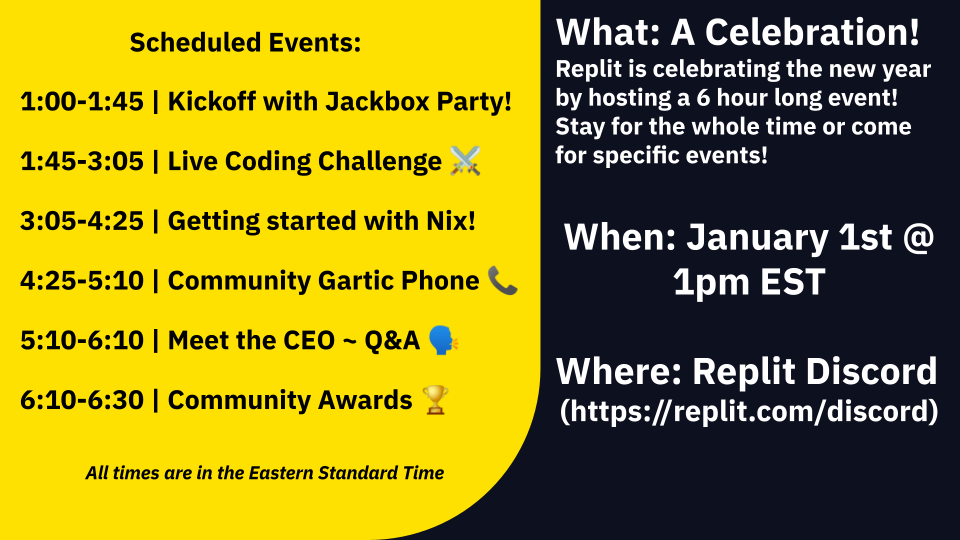 Scheduled Events:
1:00-1:45 | Kickoff with Jackbox Party!
1:45-3:05 | Live Coding Challenge ⚔️
3:05-4:25 | Getting started with Nix!
4:25-5:10 | Community Gartic Phone 📞
5:10-6:10 | Meet the CEO ~ Q&A 🗣️
6:10-6:30 | Community Awards 🏆
All times are in the Eastern Standard Time
What: A Celebration!
Replit is celebrating the new year
by hosting a 6 hour long event!
Stay for the whole time or come
for specific events!
When: January 1st @
1pm EST
Where: Replit Discord
(https://replit.com/discord)